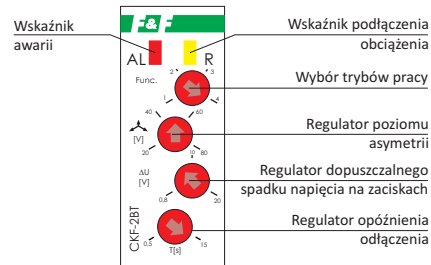 Wskaźnik
awarii
F&F
Wskaźnik podłączenia
obciążenia
AL
R
Func.
1
2
3
4
Wybór trybów pracy
[V]
20
40
60
80
Regulator poziomu
asymetrii
ΔU
[V]
0,8
10
20
Regulator dopuszczalnego
spadku napięcia na zaciskach
CKF-2BT
0,5
T[s]
15
Regulator opóźnienia
odłączenia